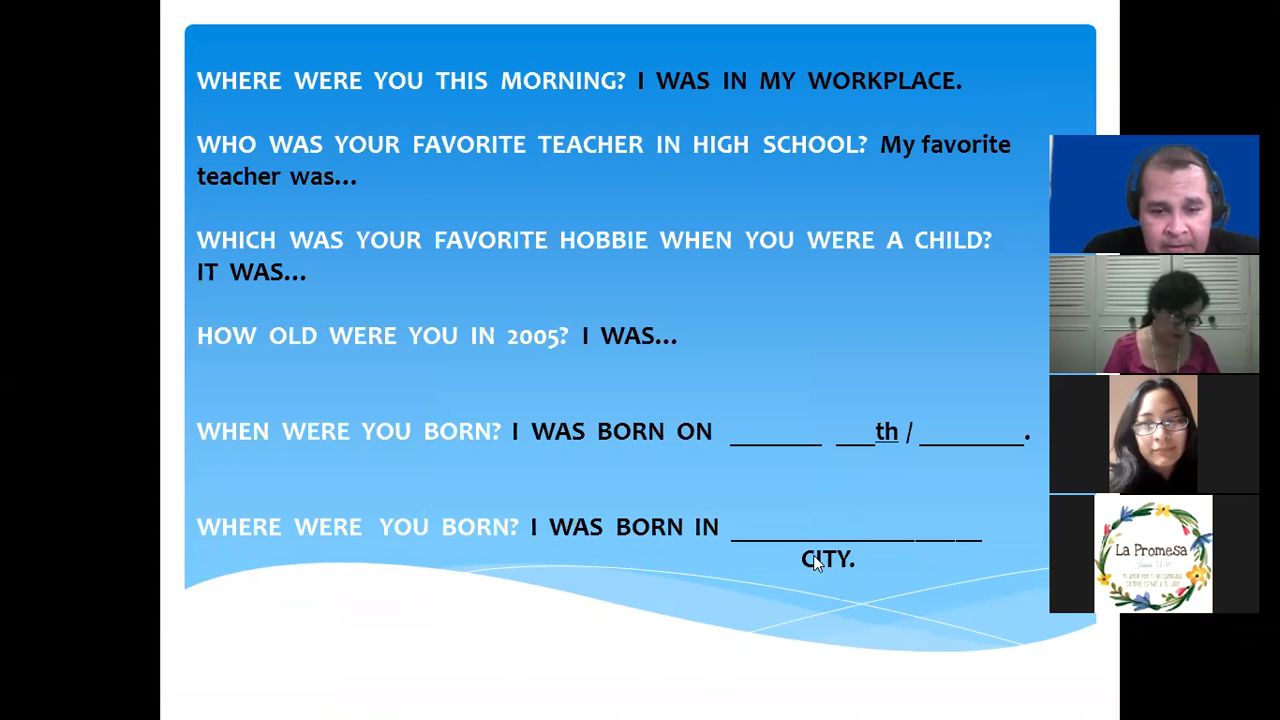 WHERE WERE YOU THIS MORNING? I WAS IN MY WORKPLACE.
WHO WAS YOUR FAVORITE TEACHER IN HIGH SCHOOL? My favorite
teacher was...
WHICH WAS YOUR FAVORITE HOBBIE WHEN YOU WERE A CHILD?
IT WAS...
HOW OLD WERE YOU IN 2005? I WAS...
WHEN WERE YOU BORN? I WAS BORN ON _______ ___th / ________.
WHERE WERE YOU BORN? I WAS BORN IN ___________________
CITY.
La Promesa